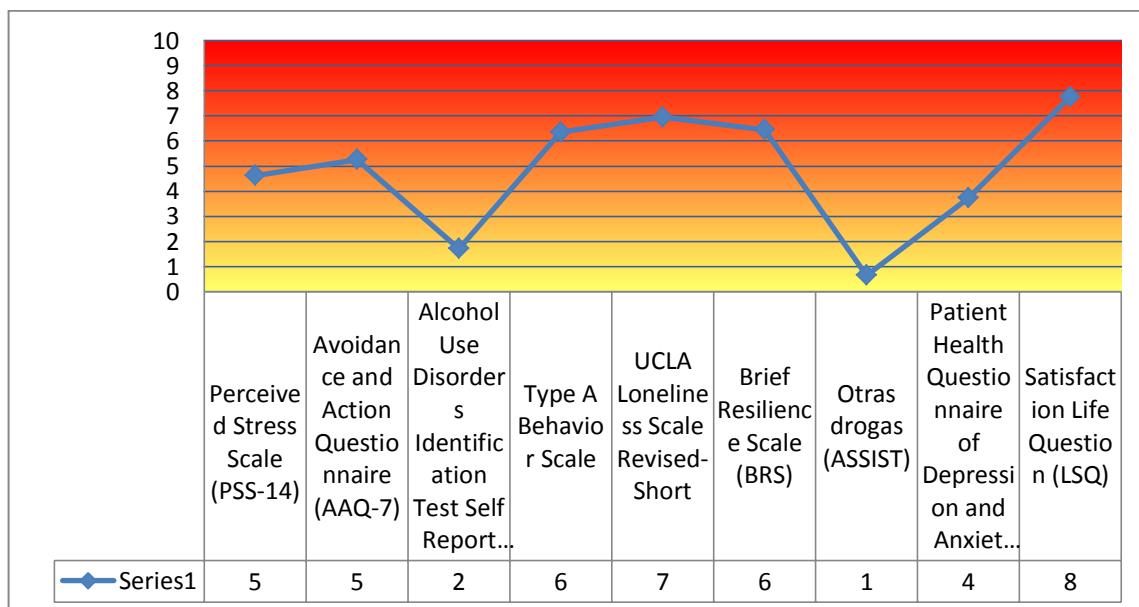 10
9
8
7
6
5
4
3
2
1
0
Perceive
d Stress
Scale
(PSS-14)
Avoidan
ce and
Action
Questio
nnaire
(AAQ-7)
Alcohol
Use
Disorder
s
Identific
ation
Test Self
Report...
Type A
Behavio
r Scale
UCLA
Loneline
ss Scale
Revised-
Short
Brief
Resilienc
e Scale
(BRS)
Otras
drogas
(ASSIST)
Patient
Health
Questio
nnaire
of
Depressi
on and
Anxiet...
Satisfact
ion Life
Questio
n (LSQ)
Series1 5 5 2 6 7 6 1 4 8